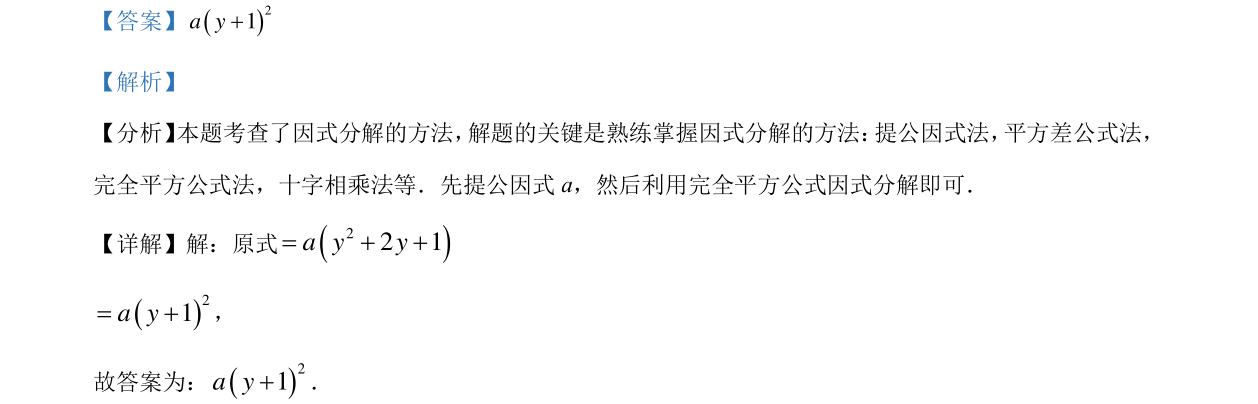 【答案】a(y+1)²
【解析】
【分析】本题考查了因式分解的方法，解题的关键是熟练掌握因式分解的方法：提公因式法，平方差公式法，
完全平方公式法，十字相乘法等．先提公因式 a，然后利用完全平方公式因式分解即可．
【详解】解：原式=a(y²+2y+1)
=a(y+1)²，
故答案为：a(y+1)²．